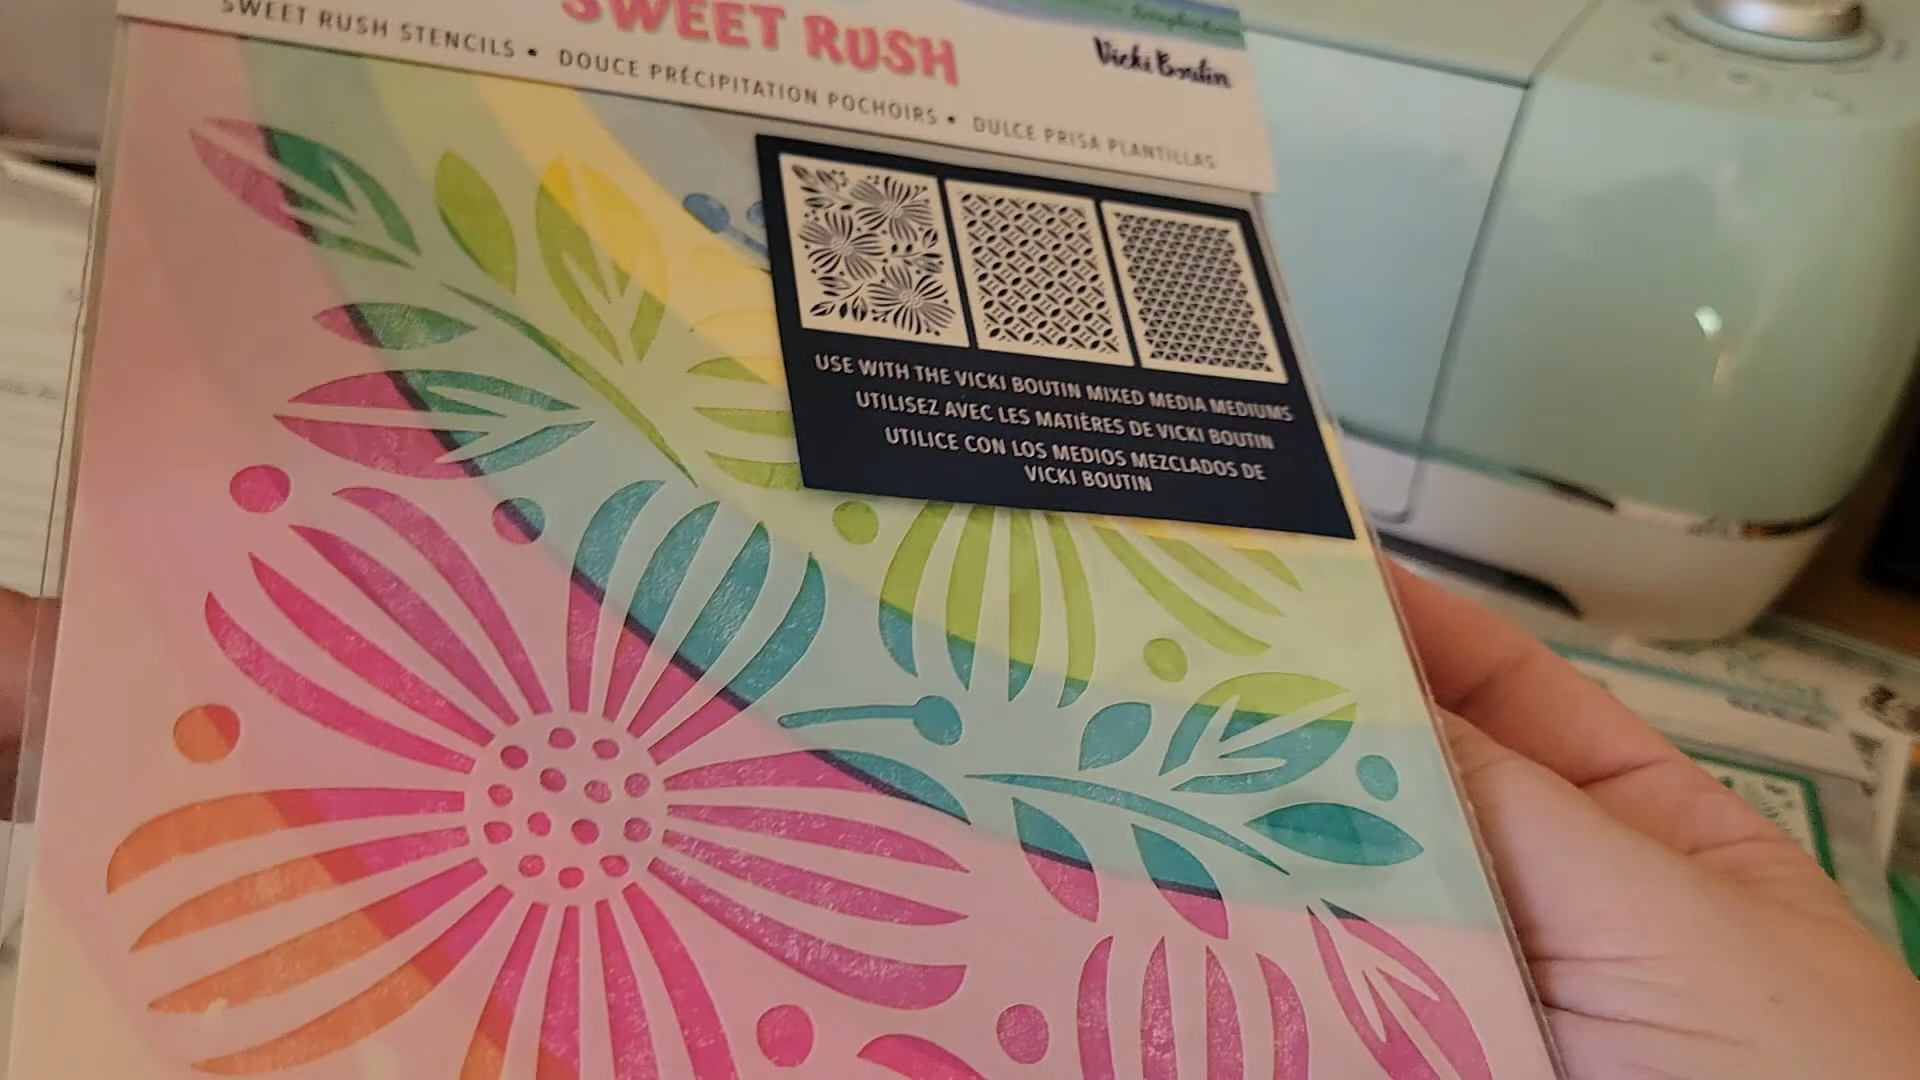 SWEET RUSH
Vicki Boutin
SWEET RUSH STENCILS • DOUCE PRÉCIPITATION POCHOIRS • DULCE PRISA PLANTILLAS
USE WITH THE VICKI BOUTIN MIXED MEDIA MEDIUMS
UTILISEZ AVEC LES MATIÈRES DE VICKI BOUTIN
UTILICE CON LOS MEDIOS MEZCLADOS DE
VICKI BOUTIN